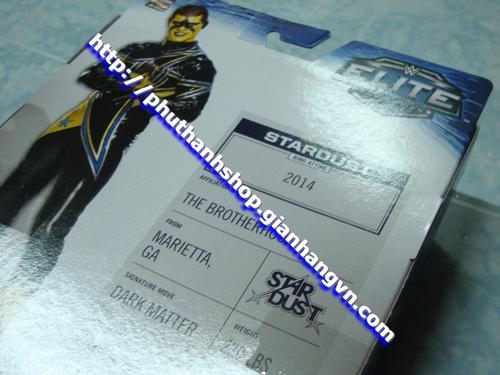 W
ELITE
STARDUST
RING ATTIRE
2014
AFFILIATION
THE BROTHERHO
FROM
MARIETTA,
GA
STAR
DUST
SIGNATURE MOVE
DARK MATTER
WEIGHT
LBS
http://phuthanhshop.gianhangvn.com